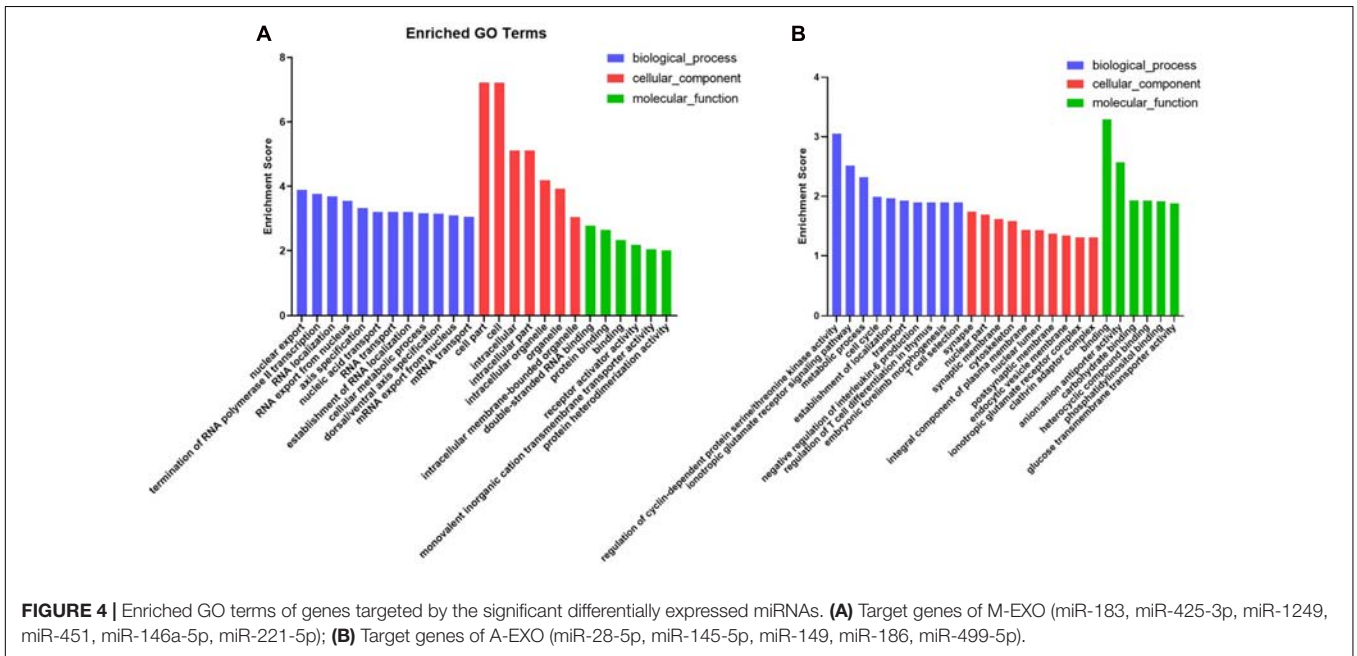 A
Enriched GO Terms
biological_process
cellular_component
molecular_function
Enrichment Score
8
6
4
2
0
nuclear export
termination of RNA polymerase II transcription
RNA localization
RNA export from nucleus
axis specification
nucleic acid transport
RNA transport
establishment of RNA localization
cellular metabolic process
dorsal/ventral axis specification
mRNA export from nucleus
mRNA transport
cell part
cell
intracellular
intracellular part
intracellular organelle
organelle
intracellular membrane-bounded organelle
double-stranded RNA binding
protein binding
binding
receptor activator activity
monovalent inorganic cation transmembrane transporter activity
protein heterodimerization activity
B
biological_process
cellular_component
molecular_function
Enrichment Score
4
3
2
1
0
regulation of cyclin-dependent protein serine/threonine kinase activity
ionotropic glutamate receptor signaling pathway
metabolic process
cell cycle
establishment of localization
transport
negative regulation of interleukin-6 production
regulation of T cell differentiation in thymus
embryonic forelimb morphogenesis
T cell selection
synapse
nuclear part
synaptic membrane
cytoskeleton
integral component of plasma membrane
nuclear membrane
postsynaptic membrane
endocytic vesicle membrane
ionotropic glutamate receptor complex
clathrin adaptor complex
anion:anion antiporter activity
carbohydrate binding
heterocyclic compound binding
phosphatidylinositol binding
glucose transmembrane transporter activity
FIGURE 4 | Enriched GO terms of genes targeted by the significant differentially expressed miRNAs. (A) Target genes of M-EXO (miR-183, miR-425-3p, miR-1249,
miR-451, miR-146a-5p, miR-221-5p); (B) Target genes of A-EXO (miR-28-5p, miR-145-5p, miR-149, miR-186, miR-499-5p).